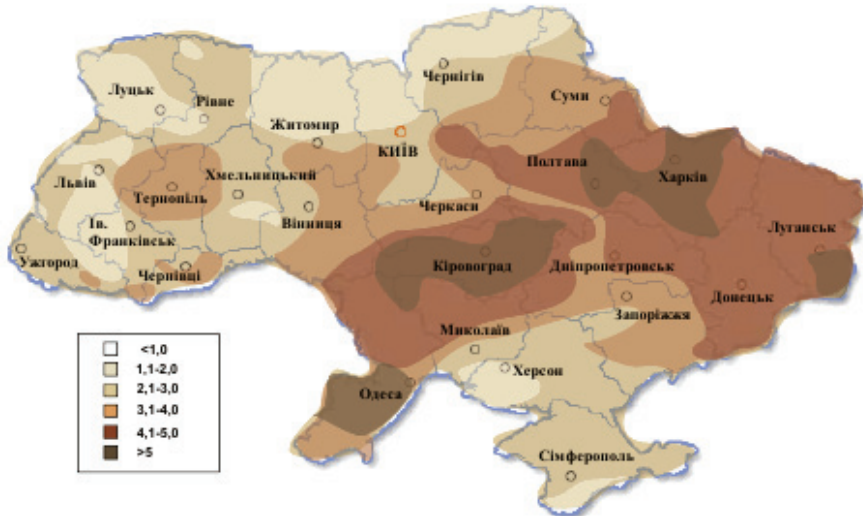 Чернігів
Луцьк
Рівне
Суми
Житомир
КИЇВ
Полтава
Харків
Львів
Хмельницький
Тернопіль
Черкаси
Вінниця
Луганськ
Ів.
Франківськ
Ужгород
Чернівці
Кіровоград
Дніпропетровськ
Донецьк
Запоріжжя
Миколаїв
Херсон
Одеса
Сімферополь
<1,0
1,1-2,0
2,1-3,0
3,1-4,0
4,1-5,0
>5